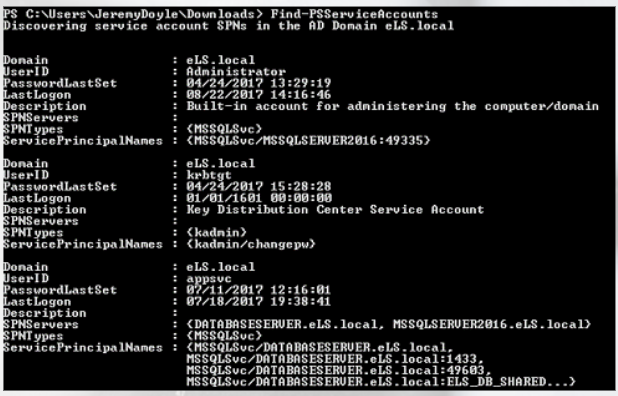 PS C:\Users\JeremyDoyle\Downloads> Find-PSServiceAccounts
Discovering service account SPNs in the AD Domain eLS.local
Domain : eLS.local
UserID : Administrator
PasswordLastSet : 04/24/2017 13:29:19
LastLogon : 08/22/2017 14:16:46
Description : Built-in account for administering the computer/domain
SPNServers :
SPNTypes : {MSSQLSvc}
ServicePrincipalNames : {MSSQLSvc/MSSQLSERVER2016:49335}
Domain : eLS.local
UserID : krbtgt
PasswordLastSet : 04/24/2017 15:28:28
LastLogon : 01/01/1601 00:00:00
Description : Key Distribution Center Service Account
SPNServers :
SPNTypes : {kadmin}
ServicePrincipalNames : {kadmin/changepw}
Domain : eLS.local
UserID : appsvc
PasswordLastSet : 07/11/2017 12:16:01
LastLogon : 07/18/2017 19:38:41
Description :
SPNServers : {DATABASESERVER.eLS.local, MSSQLSERVER2016.eLS.local}
SPNTypes : {MSSQLSvc}
ServicePrincipalNames : {MSSQLSvc/DATABASESERVER.eLS.local,
MSSQLSvc/DATABASESERVER.eLS.local:1433,
MSSQLSvc/DATABASESERVER.eLS.local:49603,
MSSQLSvc/DATABASESERVER.eLS.local:ELS_DB_SHARED...}